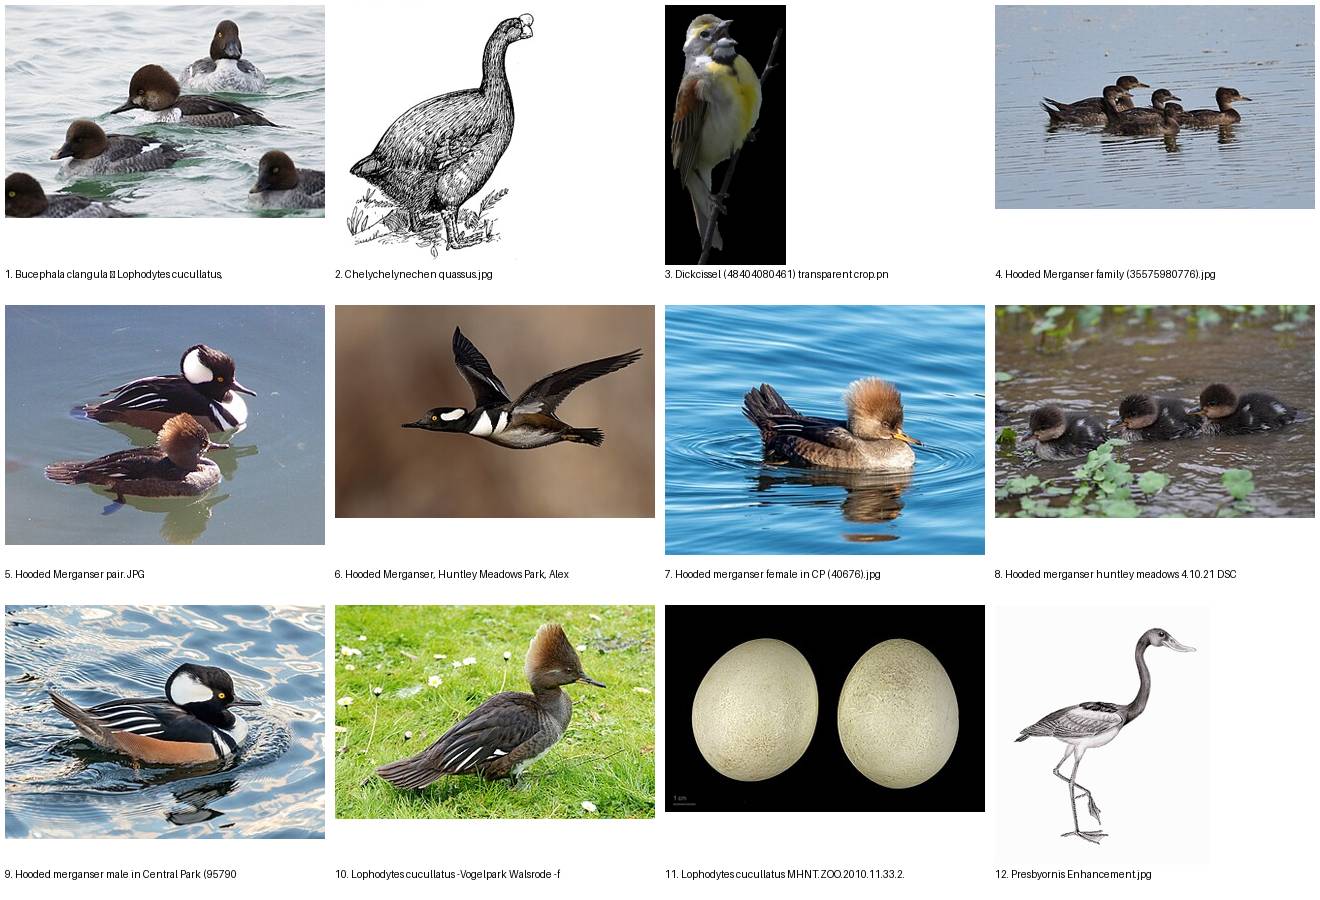 1. Bucephala clangula Lophodytes cucullatus,
2. Chelychelynechen quassus.jpg
3. Dickcissel (48404080461) transparent crop.pn
4. Hooded Merganser family (35575980776).jpg
5. Hooded Merganser pair.JPG
6. Hooded Merganser, Huntley Meadows Park, Alex
7. Hooded merganser female in CP (40676).jpg
8. Hooded merganser huntley meadows 4.10.21 DSC
9. Hooded merganser male in Central Park (95790
1 cm
10. Lophodytes cucullatus -Vogelpark Walsrode -f
11. Lophodytes cucullatus MHNT.ZOO.2010.11.33.2.
12. Presbyornis Enhancement.jpg